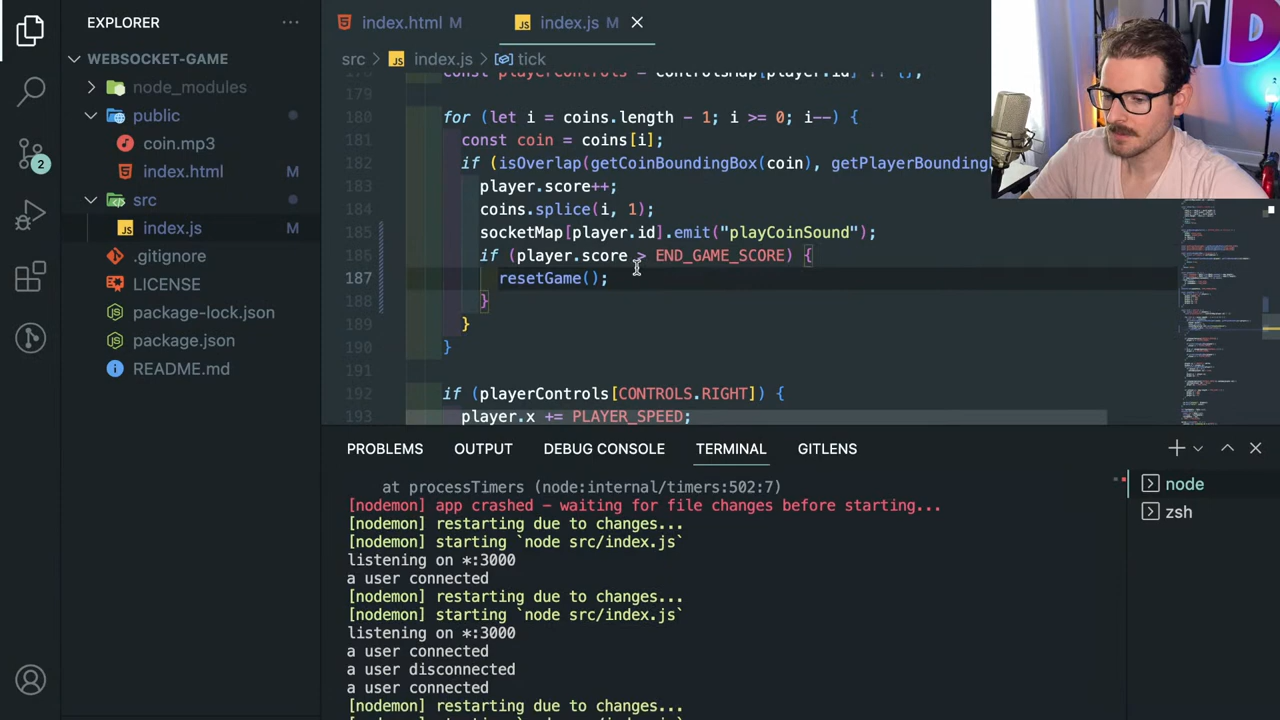 EXPLORER
WEBSOCKET-GAME
node_modules
public
coin.mp3
index.html M
src
index.js M
.gitignore
LICENSE
package-lock.json
package.json
README.md
2
index.html M
index.js M
src > index.js > tick
const playerControls = controlsMap[player.id] ?? {};
179
180 for (let i = coins.length - 1; i >= 0; i--) {
181 const coin = coins[i];
182 if (isOverlap(getCoinBoundingBox(coin), getPlayerBounding
183 player.score++;
184 coins.splice(i, 1);
185 socketMap[player.id].emit("playCoinSound");
186 if (player.score > END_GAME_SCORE) {
187 resetGame();
188 }
189 }
190 }
191
192 if (playerControls[CONTROLS.RIGHT]) {
193 player.x += PLAYER_SPEED;
PROBLEMS OUTPUT DEBUG CONSOLE TERMINAL GITLENS
at processTimers (node:internal/timers:502:7)
[nodemon] app crashed - waiting for file changes before starting...
[nodemon] restarting due to changes...
[nodemon] starting `node src/index.js`
listening on *:3000
a user connected
[nodemon] restarting due to changes...
[nodemon] starting `node src/index.js`
listening on *:3000
a user connected
a user disconnected
a user connected
[nodemon] restarting due to changes...
node
zsh